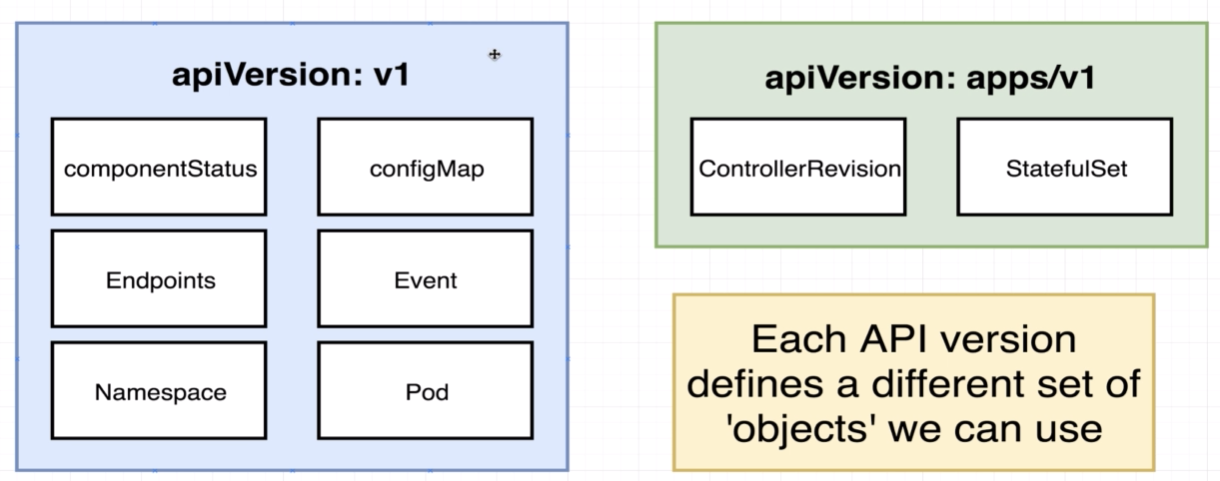 apiVersion: v1
componentStatus
configMap
Endpoints
Event
Namespace
Pod
apiVersion: apps/v1
ControllerRevision
StatefulSet
Each API version
defines a different set of
'objects' we can use